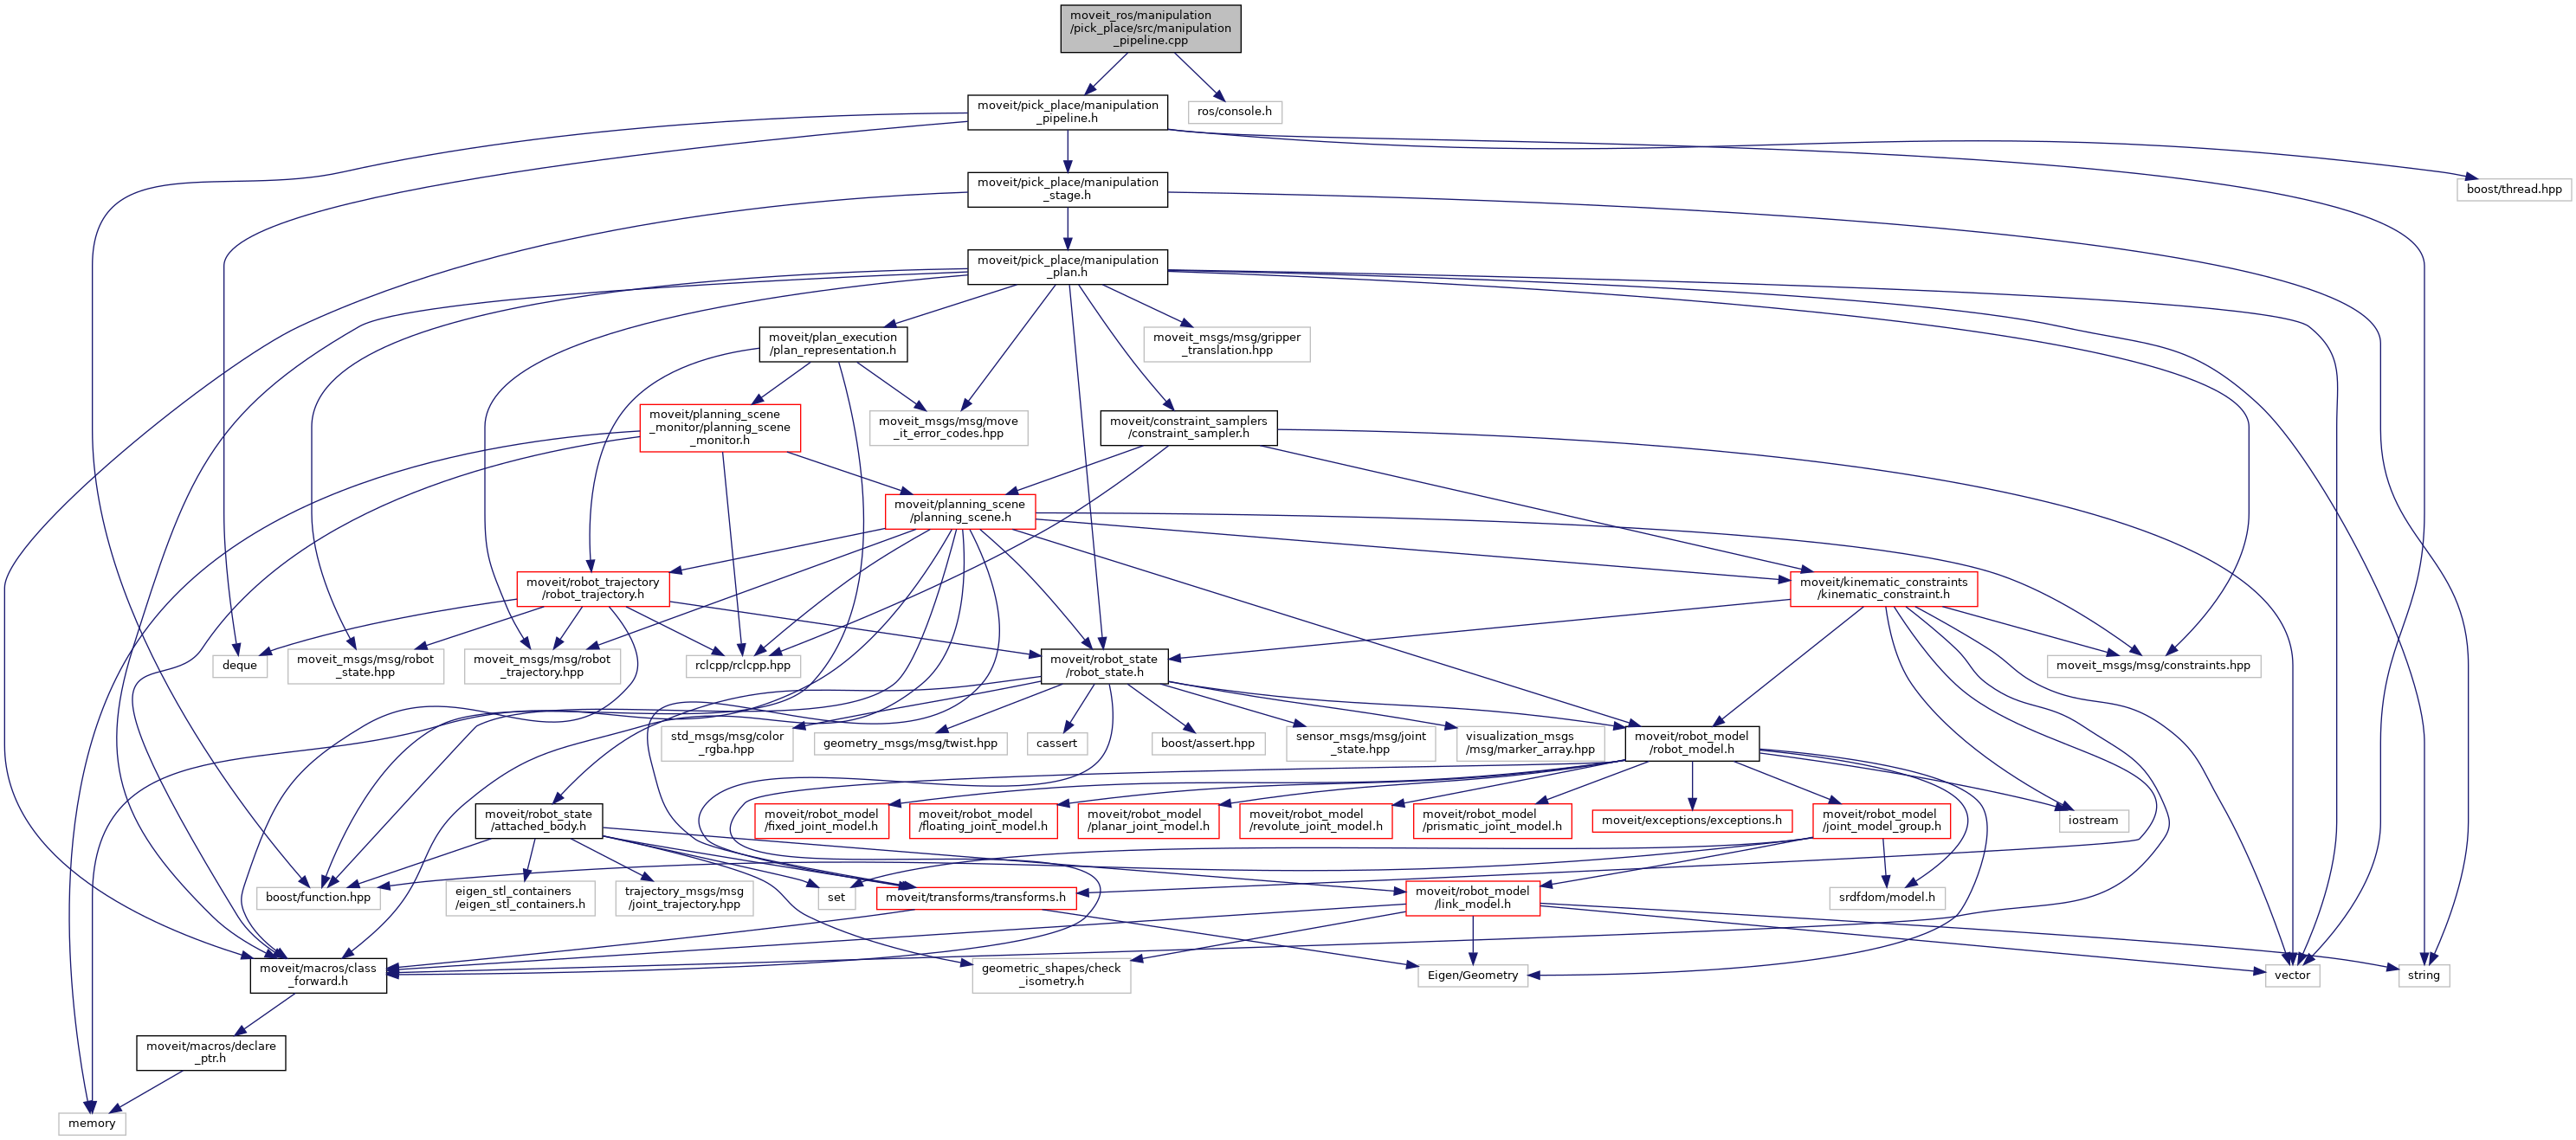 moveit_ros/manipulation
/pick_place/src/manipulation
_pipeline.cpp
moveit/pick_place/manipulation
_pipeline.h
ros/console.h
moveit/pick_place/manipulation
_stage.h
boost/thread.hpp
moveit/pick_place/manipulation
_plan.h
moveit/plan_execution
/plan_representation.h
moveit_msgs/msg/gripper
_translation.hpp
moveit/planning_scene
_monitor/planning_scene
_monitor.h
moveit_msgs/msg/move
_it_error_codes.hpp
moveit/constraint_samplers
/constraint_sampler.h
moveit/planning_scene
/planning_scene.h
moveit/robot_trajectory
/robot_trajectory.h
moveit/kinematic_constraints
/kinematic_constraint.h
deque
moveit_msgs/msg/robot
_state.hpp
moveit_msgs/msg/robot
_trajectory.hpp
rclcpp/rclcpp.hpp
moveit/robot_state
/robot_state.h
moveit_msgs/msg/constraints.hpp
std_msgs/msg/color
_rgba.hpp
geometry_msgs/msg/twist.hpp
cassert
boost/assert.hpp
sensor_msgs/msg/joint
_state.hpp
visualization_msgs
/msg/marker_array.hpp
moveit/robot_model
/robot_model.h
moveit/robot_state
/attached_body.h
moveit/robot_model
/fixed_joint_model.h
moveit/robot_model
/floating_joint_model.h
moveit/robot_model
/planar_joint_model.h
moveit/robot_model
/revolute_joint_model.h
moveit/robot_model
/prismatic_joint_model.h
moveit/exceptions/exceptions.h
moveit/robot_model
/joint_model_group.h
iostream
boost/function.hpp
eigen_stl_containers
/eigen_stl_containers.h
trajectory_msgs/msg
/joint_trajectory.hpp
set
moveit/transforms/transforms.h
moveit/robot_model
/link_model.h
srdfdom/model.h
moveit/macros/class
_forward.h
geometric_shapes/check
_isometry.h
Eigen/Geometry
vector
string
moveit/macros/declare
_ptr.h
memory